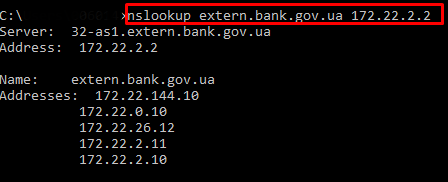 C:\ >nslookup extern.bank.gov.ua 172.22.2.2
Server: 32-as1.extern.bank.gov.ua
Address: 172.22.2.2
Name: extern.bank.gov.ua
Addresses: 172.22.144.10
172.22.0.10
172.22.26.12
172.22.2.11
172.22.2.10